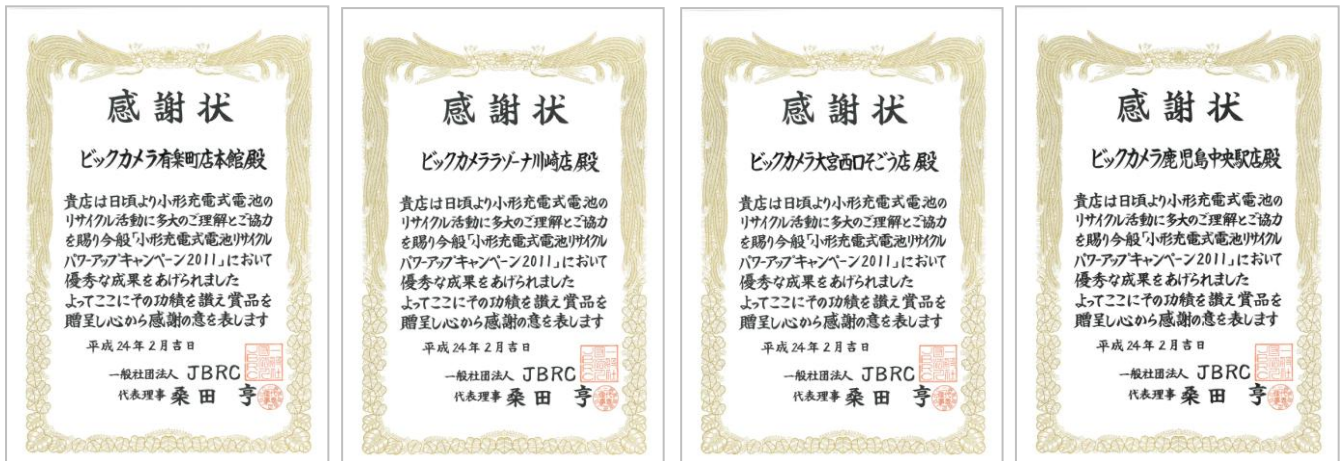 感謝状
ビックカメラ有楽町店本館殿
貴店は日頃より小形充電式電池の
リサイクル活動に多大のご理解とご協力
を賜り今般「小形充電式電池リサイクル
パワーアップキャンペーン2011」において
優秀な成果をあげられました
よってここにその功績を讃え賞品を
贈呈し心から感謝の意を表します
平成24年2月吉日
一般社団法人 JBRC
代表理事 桑田 亨
感謝状
ビックカメララゾーナ川崎店殿
貴店は日頃より小形充電式電池の
リサイクル活動に多大のご理解とご協力
を賜り今般「小形充電式電池リサイクル
パワーアップキャンペーン2011」において
優秀な成果をあげられました
よってここにその功績を讃え賞品を
贈呈し心から感謝の意を表します
平成24年2月吉日
一般社団法人 JBRC
代表理事 桑田 亨
感謝状
ビックカメラ大宮西口そごう店殿
貴店は日頃より小形充電式電池の
リサイクル活動に多大のご理解とご協力
を賜り今般「小形充電式電池リサイクル
パワーアップキャンペーン2011」において
優秀な成果をあげられました
よってここにその功績を讃え賞品を
贈呈し心から感謝の意を表します
平成24年2月吉日
一般社団法人 JBRC
代表理事 桑田 亨
感謝状
ビックカメラ鹿児島中央駅店殿
貴店は日頃より小形充電式電池の
リサイクル活動に多大のご理解とご協力
を賜り今般「小形充電式電池リサイクル
パワーアップキャンペーン2011」において
優秀な成果をあげられました
よってここにその功績を讃え賞品を
贈呈し心から感謝の意を表します
平成24年2月吉日
一般社団法人 JBRC
代表理事 桑田 亨